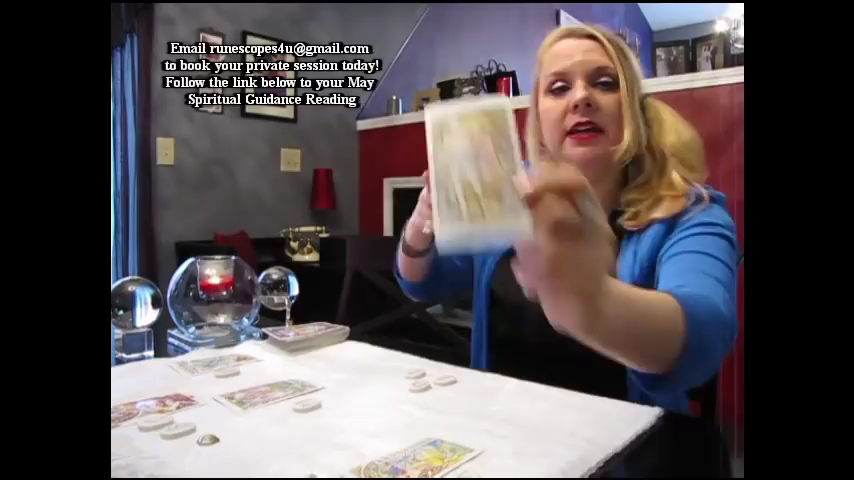 Email runescopes4u@gmail.com
to book your private session today!
Follow the link below to your May
Spiritual Guidance Reading